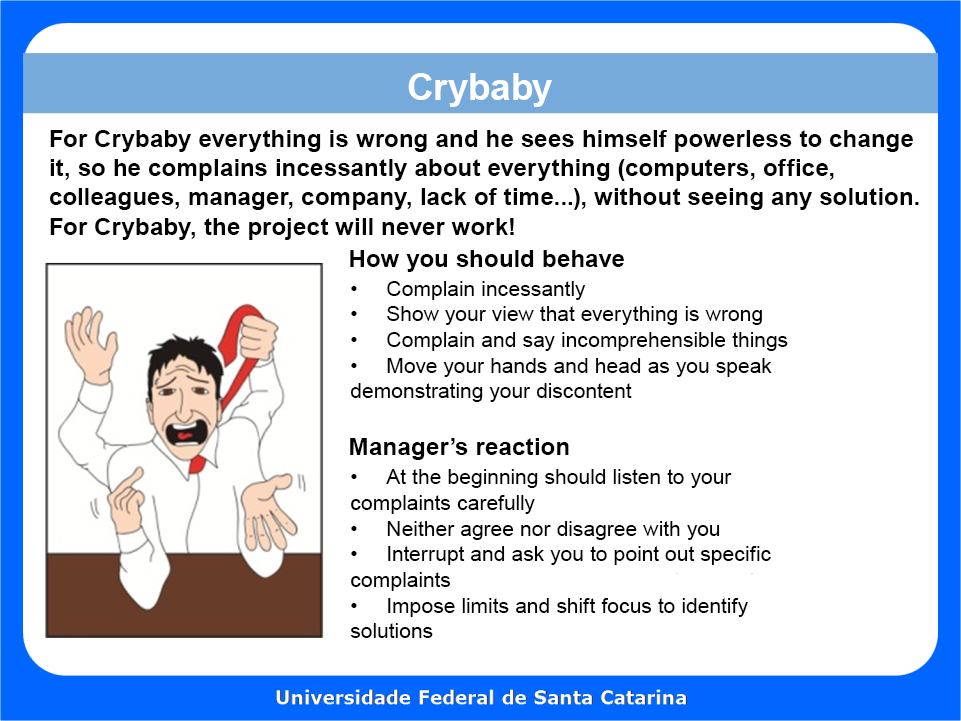 Crybaby
For Crybaby everything is wrong and he sees himself powerless to change
it, so he complains incessantly about everything (computers, office,
colleagues, manager, company, lack of time...), without seeing any solution.
For Crybaby, the project will never work!
How you should behave
• Complain incessantly
• Show your view that everything is wrong
• Complain and say incomprehensible things
• Move your hands and head as you speak
demonstrating your discontent
Manager's reaction
• At the beginning should listen to your
complaints carefully
• Neither agree nor disagree with you
• Interrupt and ask you to point out specific
complaints
• Impose limits and shift focus to identify
solutions
Universidade Federal de Santa Catarina